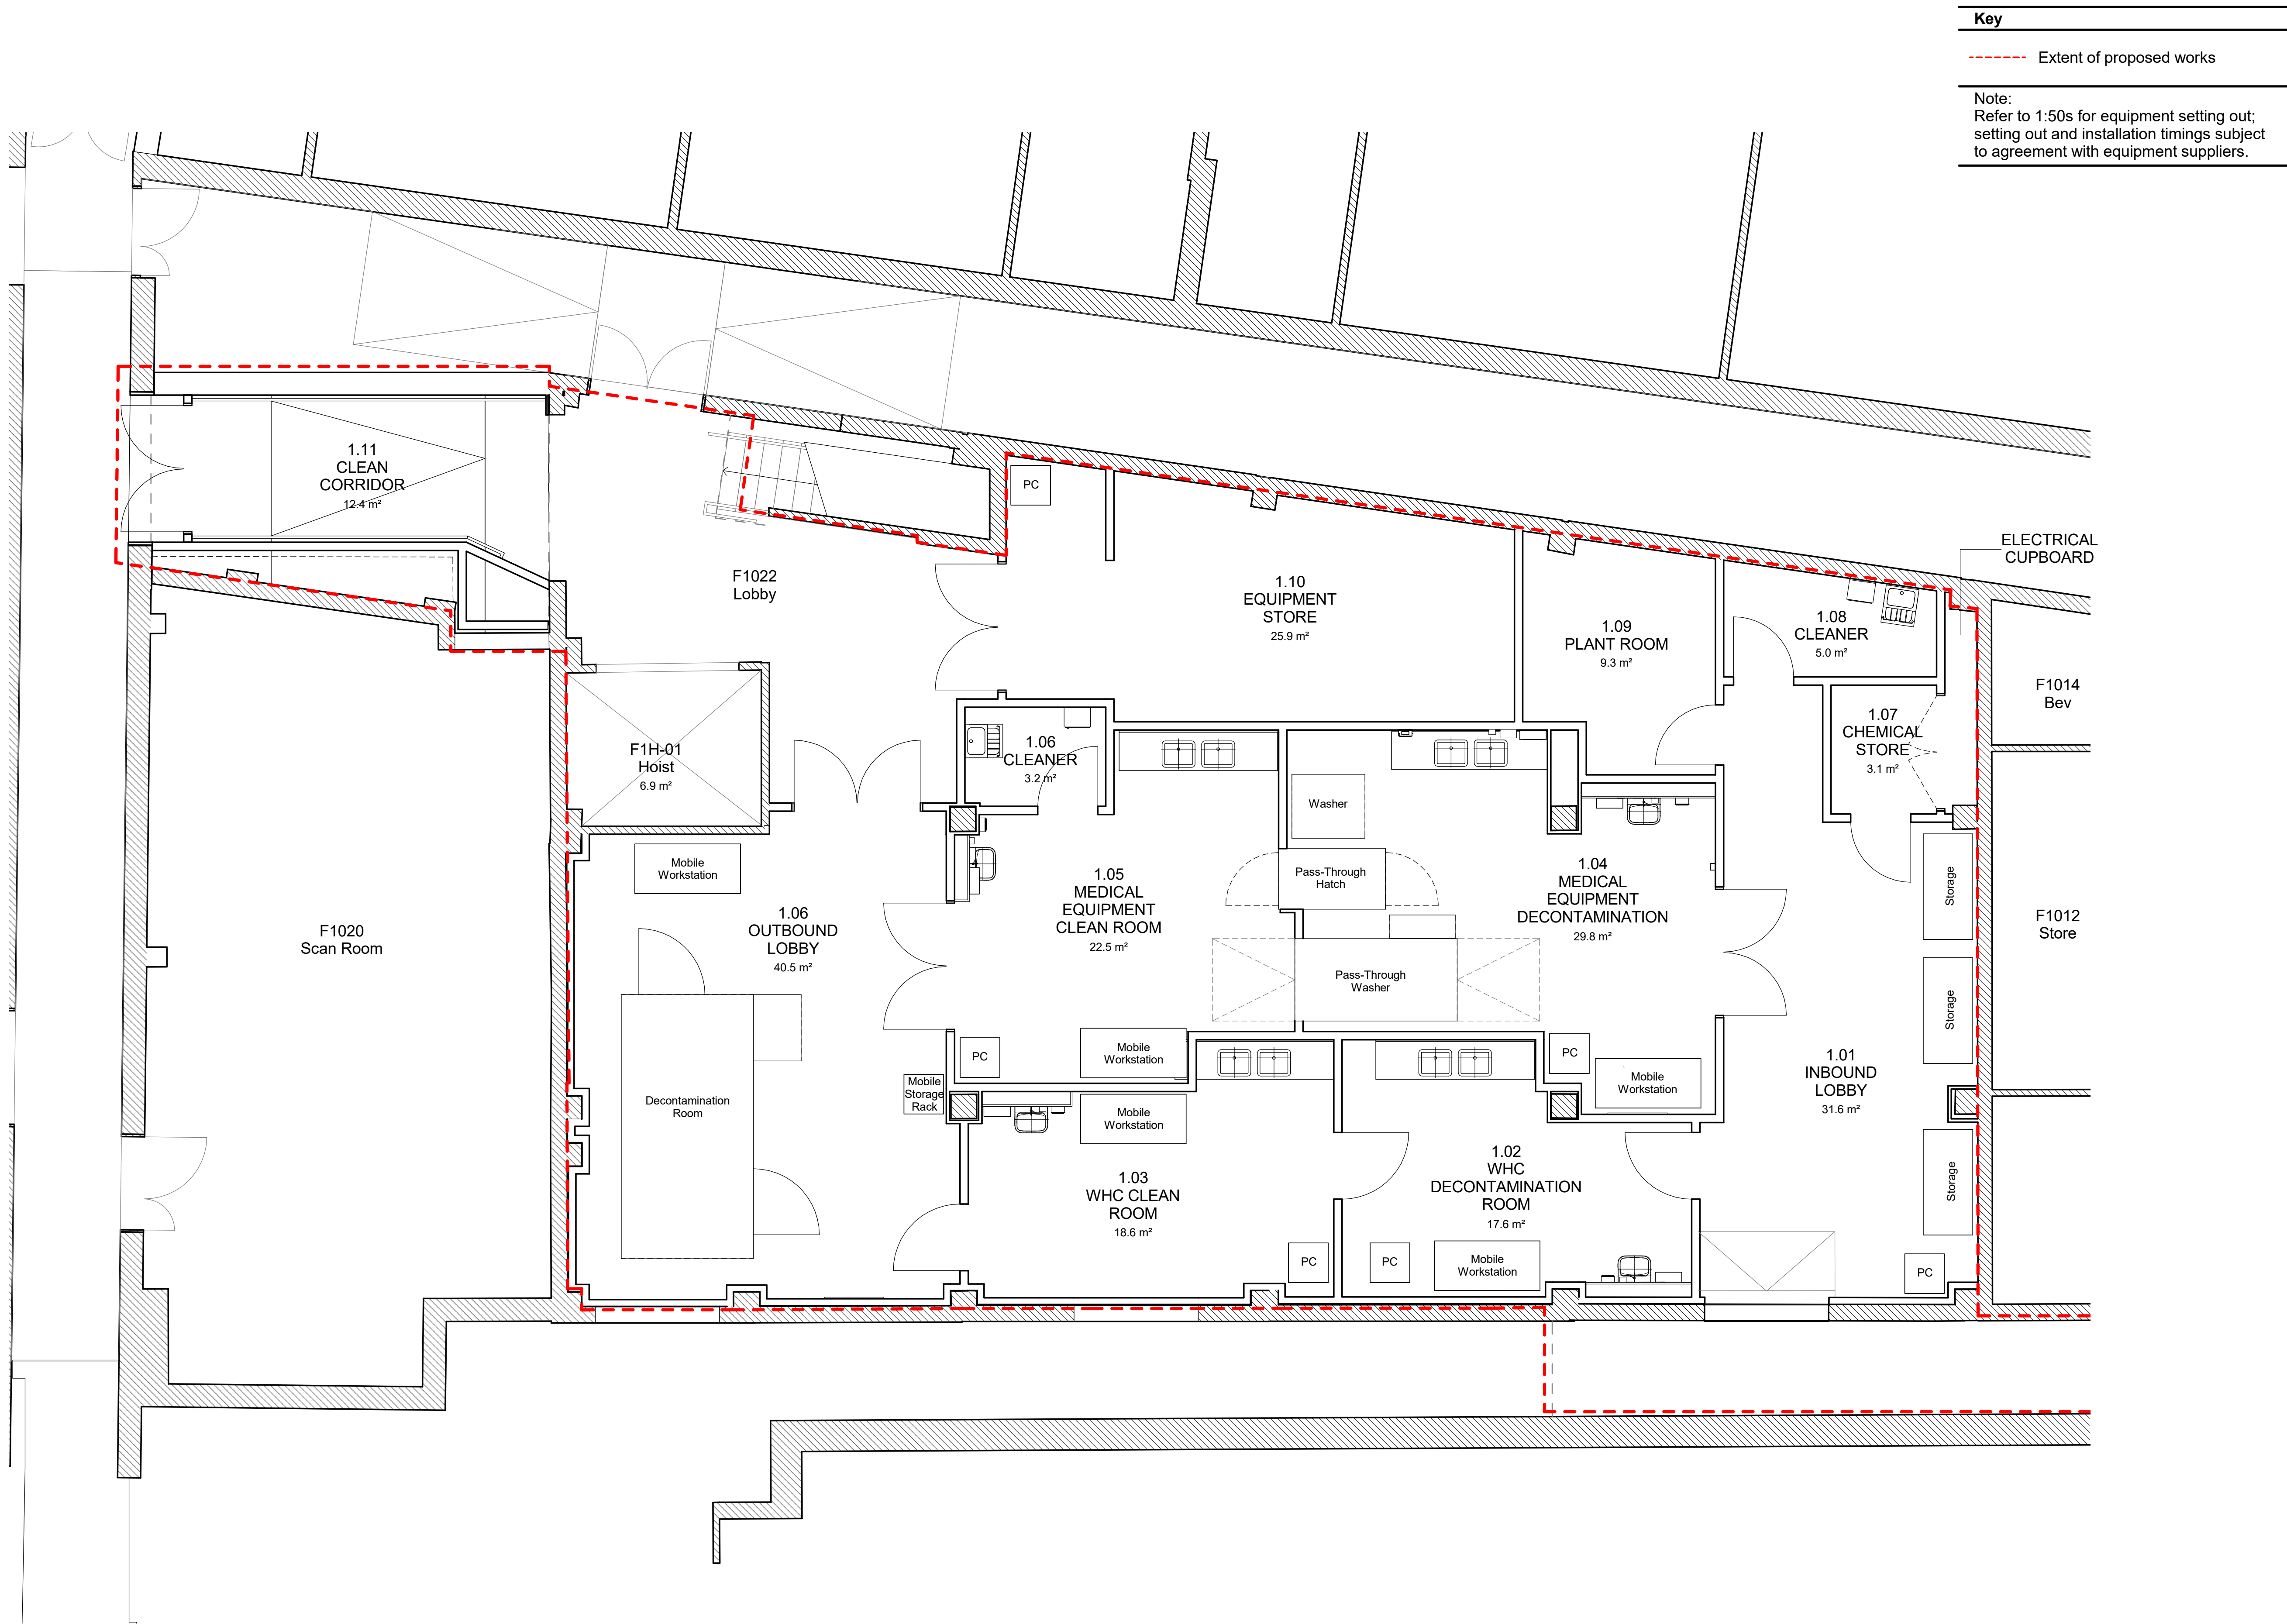 Key
Extent of proposed works
Note:
Refer to 1:50s for equipment setting out;
setting out and installation timings subject
to agreement with equipment suppliers.
1.11
CLEAN
CORRIDOR
12.4 m²
PC
ELECTRICAL
CUPBOARD
F1022
Lobby
1.10
EQUIPMENT
STORE
25.9 m²
1.09
PLANT ROOM
9.3 m²
1.08
CLEANER
5.0 m²
F1014
Bev
1.07
CHEMICAL
STORE
3.1 m²
F1H-01
Hoist
6.9 m²
1.06
CLEANER
3.2 m²
Washer
Mobile
Workstation
Pass-Through
Hatch
1.05
MEDICAL
EQUIPMENT
CLEAN ROOM
22.5 m²
1.04
MEDICAL
EQUIPMENT
DECONTAMINATION
29.8 m²
Storage
F1012
Store
F1020
Scan Room
1.06
OUTBOUND
LOBBY
40.5 m²
Pass-Through
Washer
Storage
PC
Mobile
Workstation
PC
Mobile
Workstation
1.01
INBOUND
LOBBY
31.6 m²
Decontamination
Room
Mobile
Storage
Rack
Mobile
Workstation
1.03
WHC CLEAN
ROOM
18.6 m²
1.02
WHC
DECONTAMINATION
ROOM
17.6 m²
Storage
PC
PC
Mobile
Workstation
PC